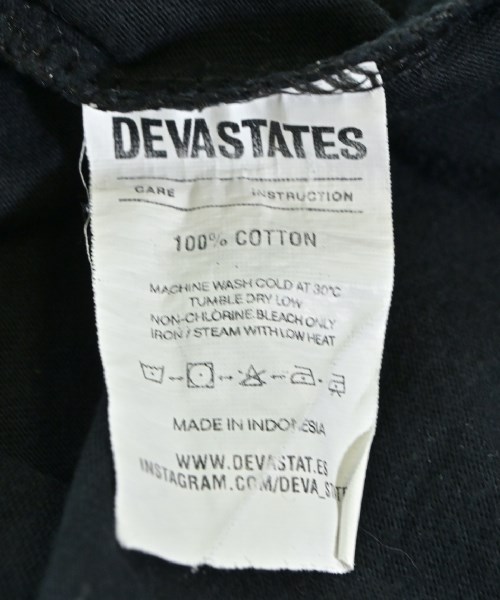 DEVASTATES
CARE INSTRUCTION
100% COTTON
MACHINE WASH COLD AT 30°C
TUMBLE DRY LOW
NON-CHLORINE BLEACH ONLY
IRON / STEAM WITH LOW HEAT
MADE IN INDONESIA
WWW.DEVASTAT.ES
INSTAGRAM.COM/DEVA_